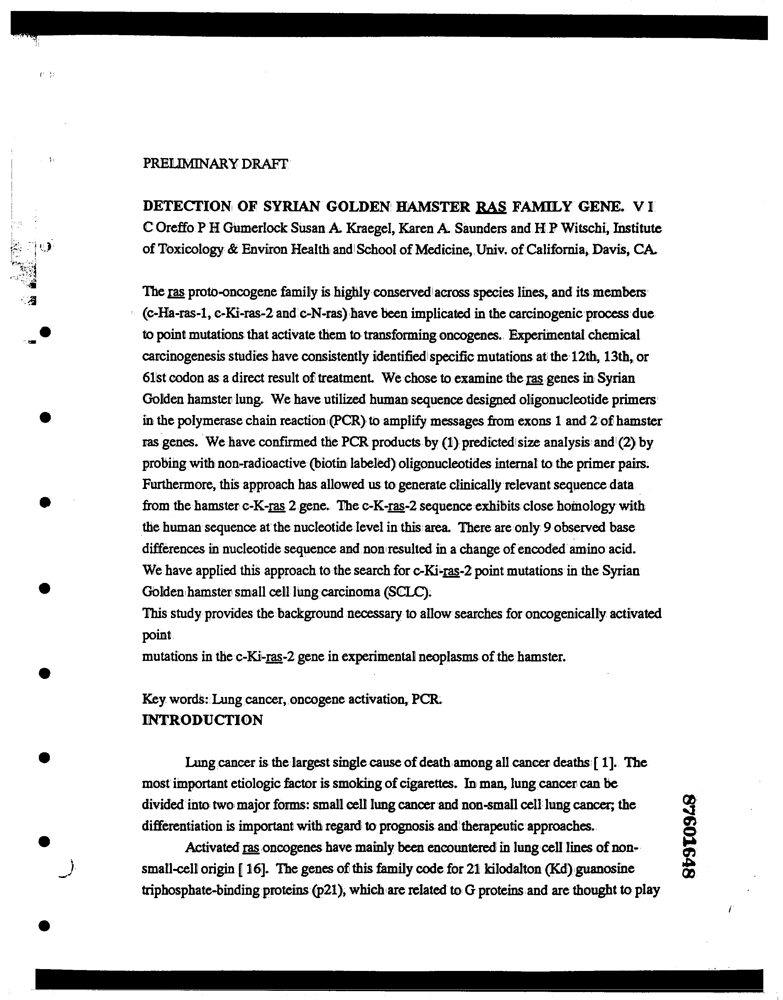 PRELIMINARY DRAFT
DETECTION OF SYRIAN GOLDEN HAMSTER RAS FAMILY GENE. V I
C Oreffo P H Gumerlock Susan A. Kraegel, Karen A. Saunders and H P Witschi, Institute
of Toxicology & Environ Health and School of Medicine, Univ. of California, Davis, CA.
The ras proto-oncogene family is highly conserved across species lines, and its members
(c-Ha-ras-1, c-Ki-ras-2 and c-N-ras) have been implicated in the carcinogenic process due
to point mutations that activate them to transforming oncogenes. Experimental chemical
carcinogenesis studies have consistently identified specific mutations at the 12th, 13th, or
61st codon as a direct result of treatment. We chose to examine the ras genes in Syrian
Golden hamster lung. We have utilized human sequence designed oligonucleotide primers
in the polymerase chain reaction (PCR) to amplify messages from exons 1 and 2 of hamster
ras genes. We have confirmed the PCR products by (1) predicted size analysis and (2) by
probing with non-radioactive (biotin labeled) oligonucleotides internal to the primer pairs.
Furthermore, this approach has allowed us to generate clinically relevant sequence data
from the hamster c-K-ras 2 gene. The c-K-ras-2 sequence exhibits close homology with
the human sequence at the nucleotide level in this area. There are only 9 observed base
differences in nucleotide sequence and non resulted in a change of encoded amino acid.
We have applied this approach to the search for c-Ki-ras-2 point mutations in the Syrian
Golden hamster small cell lung carcinoma (SCLC).
This study provides the background necessary to allow searches for oncogenically activated
point
mutations in the c-Ki-ras-2 gene in experimental neoplasms of the hamster.
Key words: Lung cancer, oncogene activation, PCR.
INTRODUCTION
Lung cancer is the largest single cause of death among all cancer deaths [ 1]. The
most important etiologic factor is smoking of cigarettes. In man, lung cancer can be
divided into two major forms: small cell lung cancer and non-small cell lung cancer; the
differentiation is important with regard to prognosis and therapeutic approaches.
Activated ras oncogenes have mainly been encountered in lung cell lines of non-
small-cell origin [ 16]. The genes of this family code for 21 kilodalton (Kd) guanosine
triphosphate-binding proteins (p21), which are related to G proteins and are thought to play
87601648